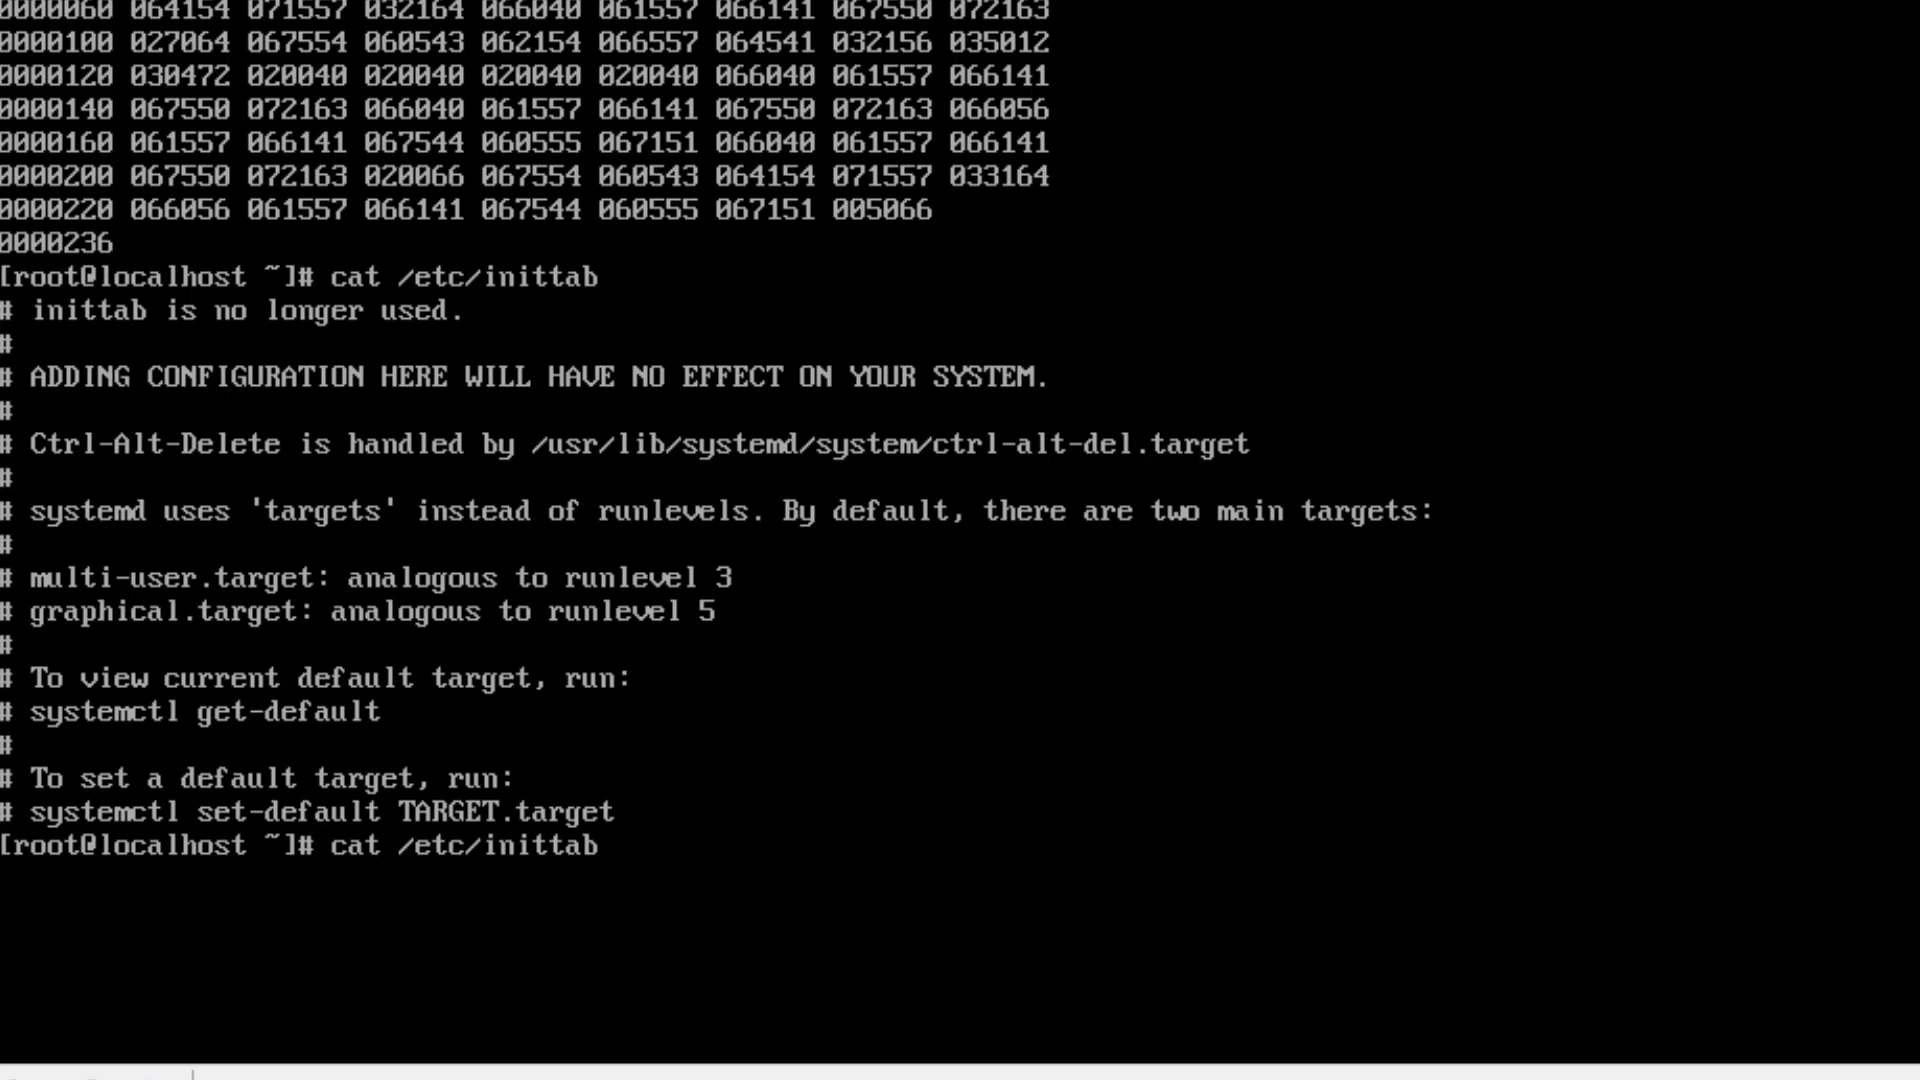 0000060 064154 071557 032164 066040 061557 066141 067550 072163
0000100 027064 067554 060543 062154 066557 064541 032156 035012
0000120 030472 020040 020040 020040 020040 066040 061557 066141
0000140 067550 072163 066040 061557 066141 067550 072163 066056
0000160 061557 066141 067544 060555 067151 066040 061557 066141
0000200 067550 072163 020066 067554 060543 064154 071557 033164
0000220 066056 061557 066141 067544 060555 067151 005066
0000236
[root@localhost ~]# cat /etc/inittab
# inittab is no longer used.
#
# ADDING CONFIGURATION HERE WILL HAVE NO EFFECT ON YOUR SYSTEM.
#
# Ctrl-Alt-Delete is handled by /usr/lib/systemd/system/ctrl-alt-del.target
#
# systemd uses 'targets' instead of runlevels. By default, there are two main targets:
#
# multi-user.target: analogous to runlevel 3
# graphical.target: analogous to runlevel 5
#
# To view current default target, run:
# systemctl get-default
#
# To set a default target, run:
# systemctl set-default TARGET.target
[root@localhost ~]# cat /etc/inittab